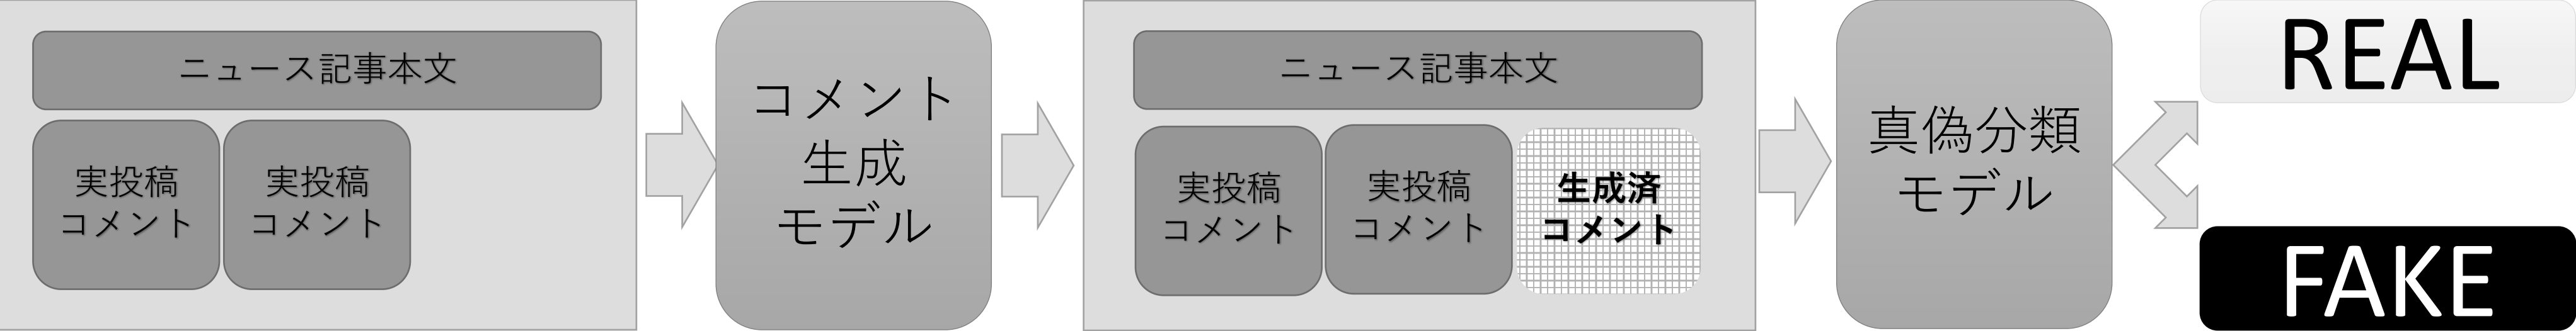 ニュース記事本文
実投稿
コメント
実投稿
コメント
コメント
生成
モデル
ニュース記事本文
実投稿
コメント
実投稿
コメント
生成済
コメント
真偽分類
モデル
REAL
FAKE